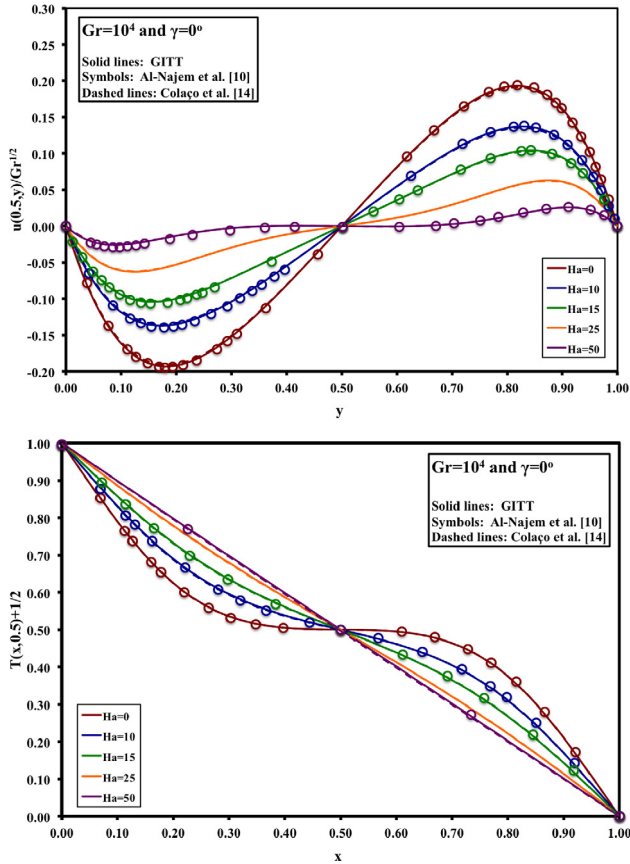 Gr=10⁴ and γ=0º
Solid lines: GITT
Symbols: Al-Najem et al. [10]
Dashed lines: Colaço et al. [14]
u(0.5,y)/Gr^1/2
0.30
0.25
0.20
0.15
0.10
0.05
0.00
-0.05
-0.10
-0.15
-0.20
Ha=0
Ha=10
Ha=15
Ha=25
Ha=50
0.00 0.10 0.20 0.30 0.40 0.50 0.60 0.70 0.80 0.90 1.00
y
Gr=10⁴ and γ=0º
Solid lines: GITT
Symbols: Al-Najem et al. [10]
Dashed lines: Colaço et al. [14]
T(x,0.5)+1/2
1.00
0.90
0.80
0.70
0.60
0.50
0.40
0.30
0.20
0.10
0.00
Ha=0
Ha=10
Ha=15
Ha=25
Ha=50
0.00 0.10 0.20 0.30 0.40 0.50 0.60 0.70 0.80 0.90 1.00
x